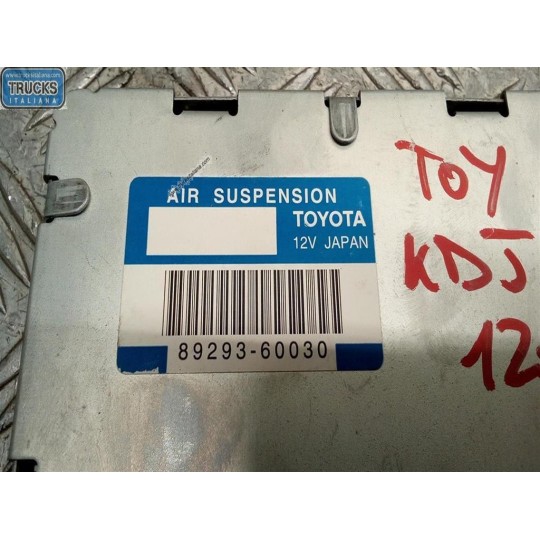 TRUCKS
ITALIANA
AIR SUSPENSION
TOYOTA
12V JAPAN
89293-60030
TOY
KDJ
12